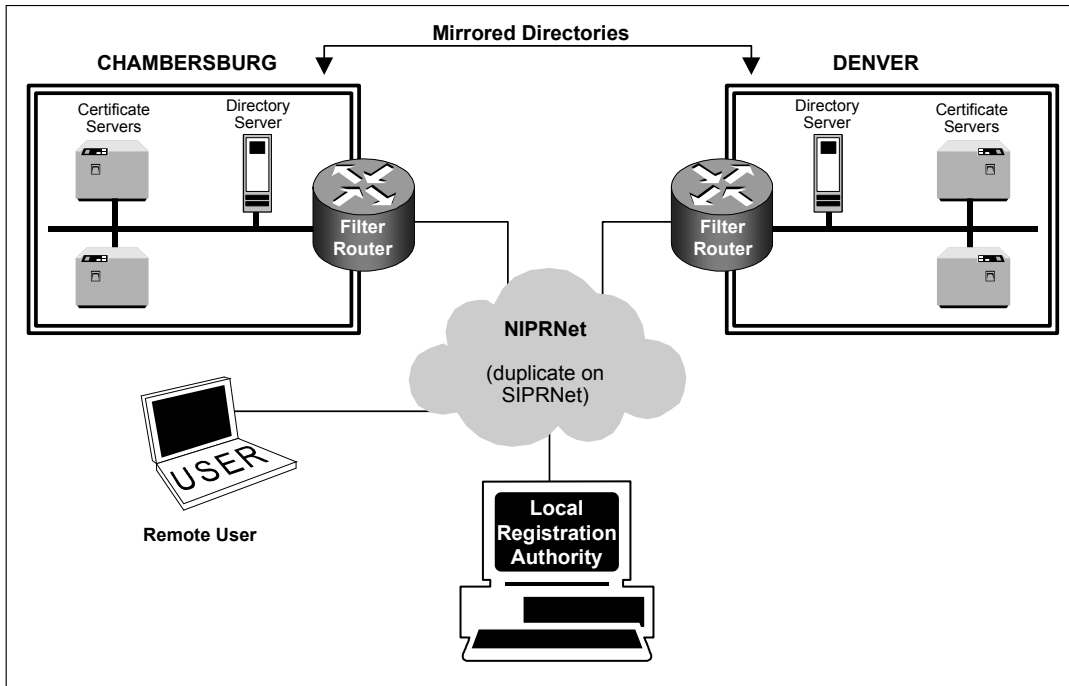 Mirrored Directories
CHAMBERSBURG
DENVER
Certificate
Servers
Directory
Server
Directory
Server
Certificate
Servers
Filter
Router
Filter
Router
NIPRNet
(duplicate on
SIPRNet)
USER
Remote User
Local
Registration
Authority